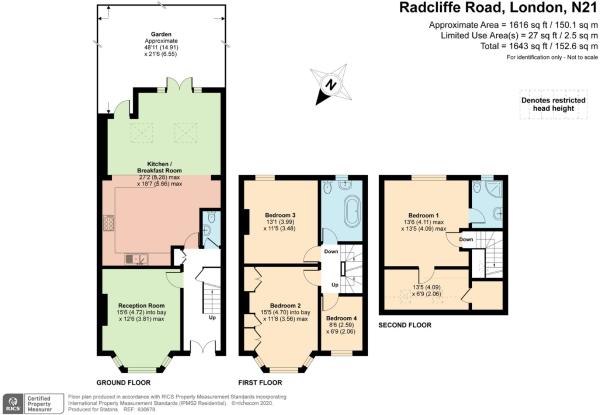 Radcliffe Road, London, N21
Approximate Area = 1616 sq ft / 150.1 sq m
Limited Use Area(s) = 27 sq ft / 2.5 sq m
Total = 1643 sq ft / 152.6 sq m
For identification only - Not to scale
Garden
Approximate
48'11 (14.91)
x 21'6 (6.55)
N
Denotes restricted
head height
Kitchen /
Breakfast Room
27'2 (8.28) max
x 18'7 (5.66) max
Reception Room
15'6 (4.72) into bay
x 12'6 (3.81) max
Up
GROUND FLOOR
Bedroom 3
13'1 (3.99)
x 11'5 (3.48)
Down
Up
Bedroom 2
15'5 (4.70) into bay
x 11'8 (3.56) max
Bedroom 4
8'6 (2.59)
x 6'9 (2.06)
FIRST FLOOR
Bedroom 1
13'6 (4.11) max
x 13'5 (4.09) max
Down
13'5 (4.09)
x 6'9 (2.06)
SECOND FLOOR
RICS
Certified
Property
Measurer
Floor plan produced in accordance with RICS Property Measurement Standards incorporating
International Property Measurement Standards (IPMS2 Residential). ©nichecom 2020.
Produced for Statons. REF: 630678